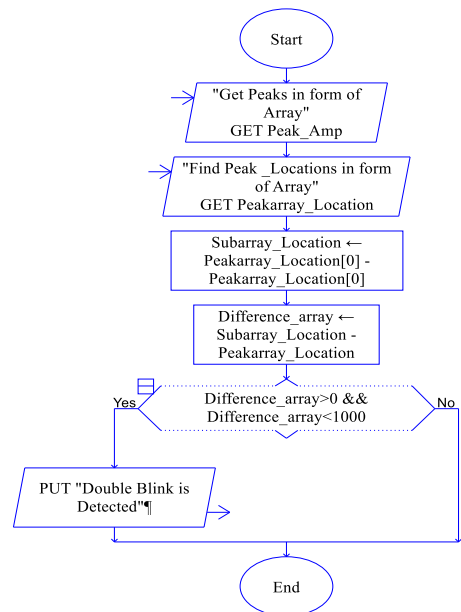 Start
"Get Peaks in form of
Array"
GET Peak_Amp
"Find Peak _Locations in form
of Array"
GET Peakarray_Location
Subarray_Location ←
Peakarray_Location[0] -
Peakarray_Location[0]
Difference_array ←
Subarray_Location -
Peakarray_Location
Yes
Difference_array>0 &&
Difference_array<1000
No
PUT "Double Blink is
Detected"¶
End